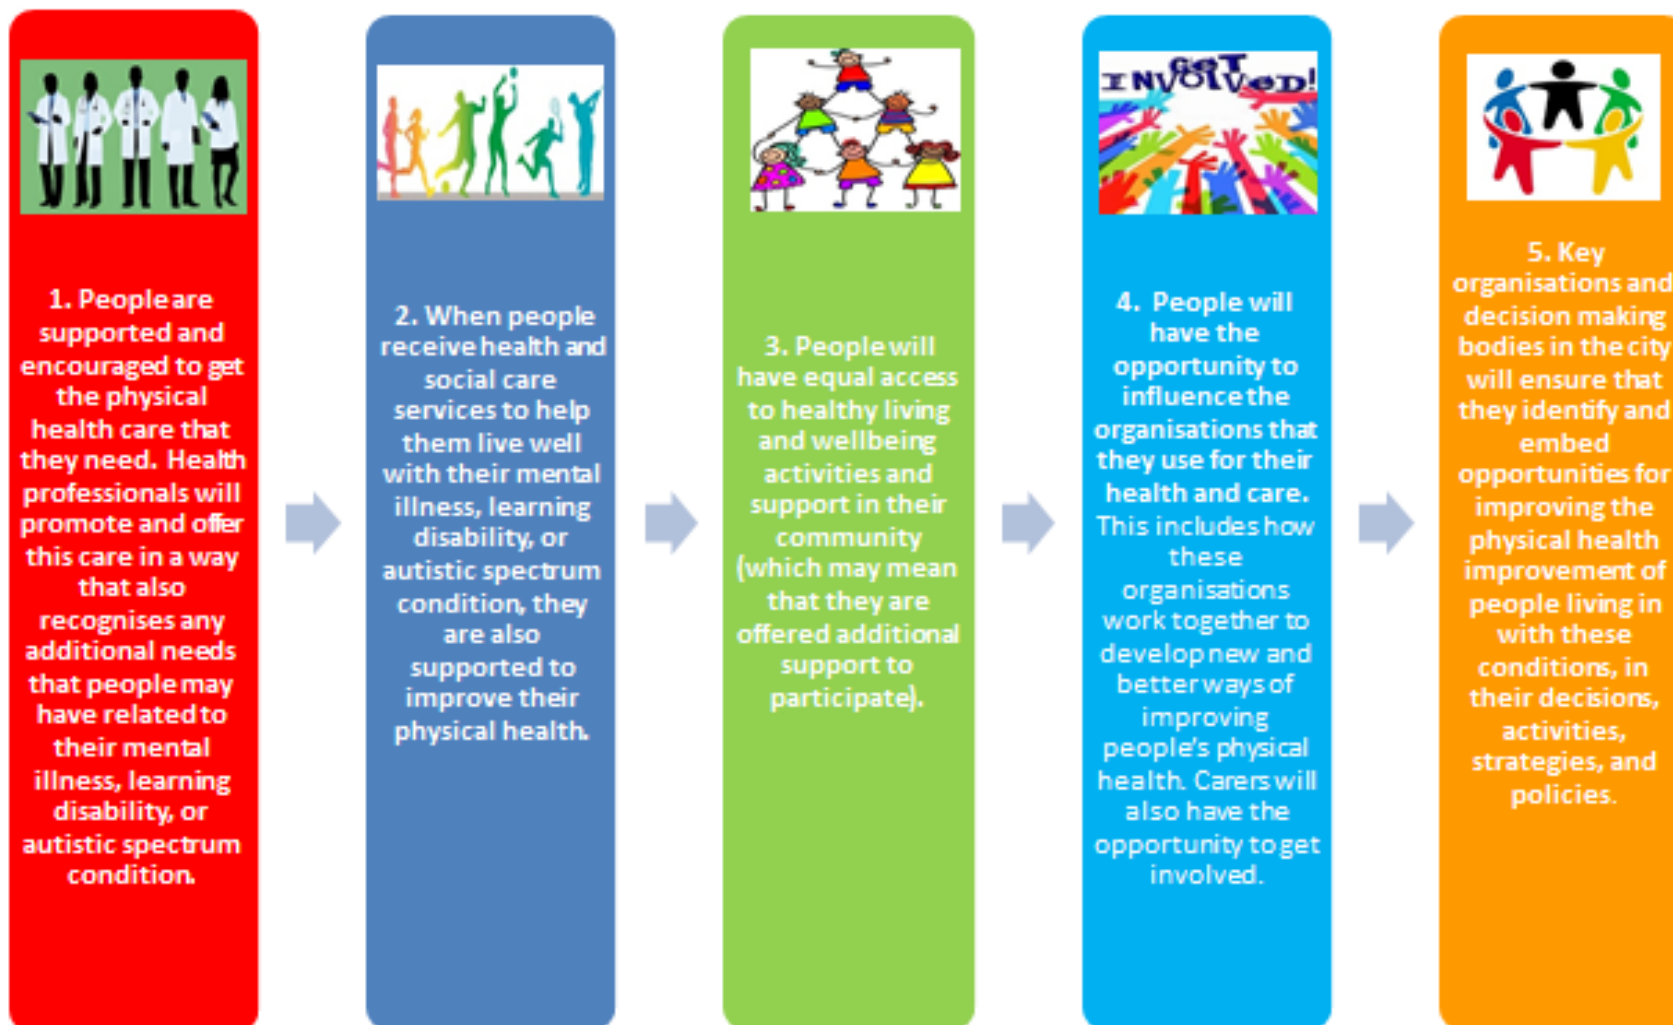 1. People are
supported and
encouraged to get
the physical
health care that
they need. Health
professionals will
promote and offer
this care in a way
that also
recognises any
additional needs
that people may
have related to
their mental
illness, learning
disability, or
autistic spectrum
condition.
2. When people
receive health and
social care
services to help
them live well
with their mental
illness, learning
disability, or
autistic spectrum
condition, they
are also
supported to
improve their
physical health.
3. People will
have equal access
to healthy living
and wellbeing
activities and
support in their
community
(which may mean
that they are
offered additional
support to
participate).
GET
INVOLVED!
4. People will
have the
opportunity to
influence the
organisations that
they use for their
health and care.
This includes how
these
organisations
work together to
develop new and
better ways of
improving
people's physical
health. Carers will
also have the
opportunity to get
involved.
5. Key
organisations and
decision making
bodies in the city
will ensure that
they identify and
embed
opportunities for
improving the
physical health
improvement of
people living in
with these
conditions, in
their decisions,
activities,
strategies, and
policies.